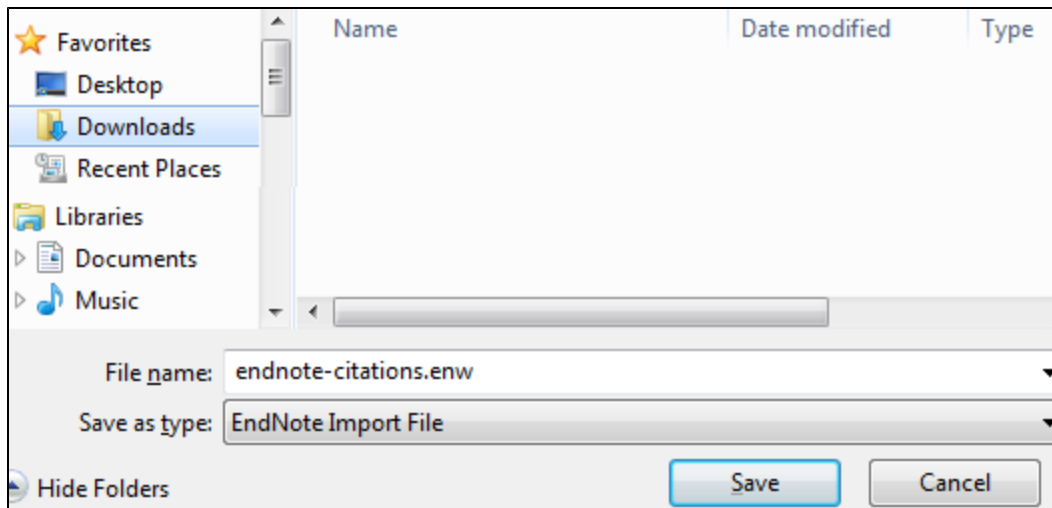 Favorites
Desktop
Downloads
Recent Places
Libraries
Documents
Music
Name Date modified Type
File name: endnote-citations.enw
Save as type: EndNote Import File
Hide Folders Save Cancel